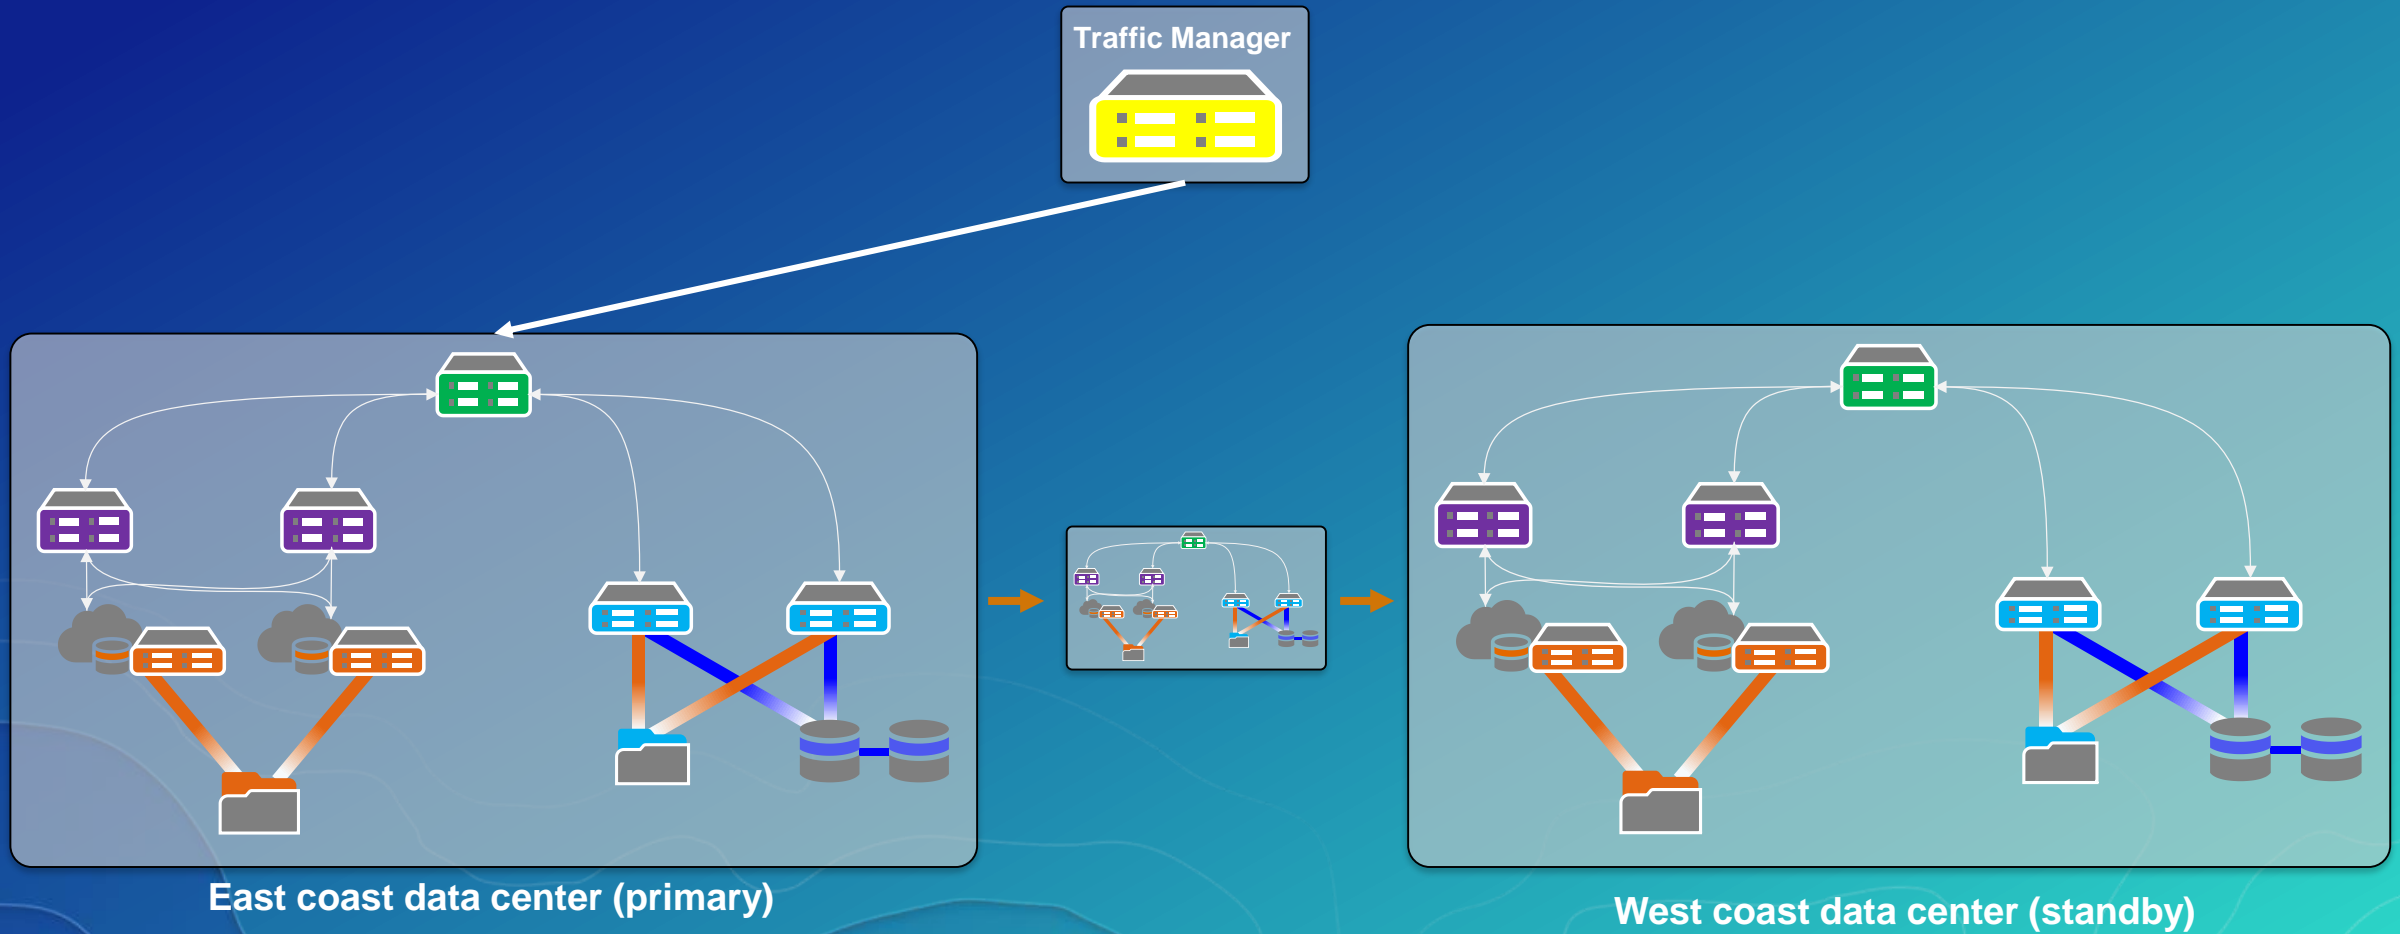 Traffic Manager
East coast data center (primary)
West coast data center (standby)